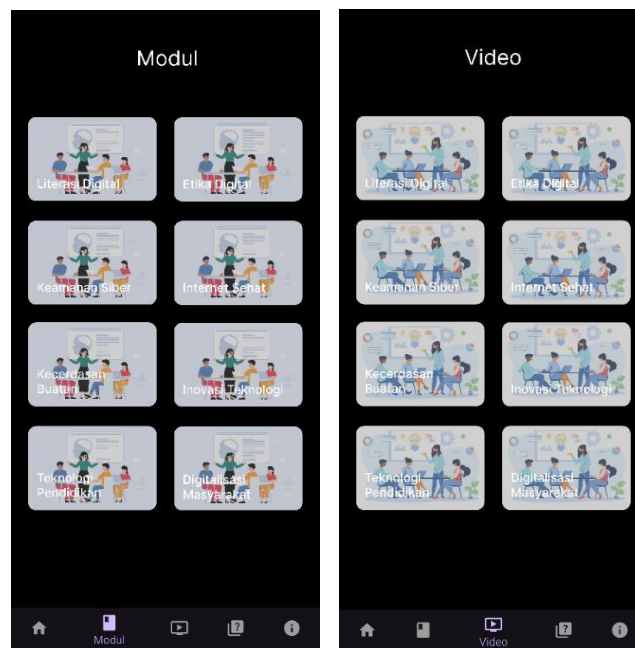 Modul
Literasi Digital
Etika Digital
Keamanan Siber
Internet Sehat
Kecerdasan
Buatan
Inovasi Teknologi
Teknologi
Pendidikan
Digitalisasi
Masyarakat
Modul
Video
Literasi Digital
Etika Digital
Keamanan Siber
Internet Sehat
Kecerdasan
Buatan
Inovasi Teknologi
Teknologi
Pendidikan
Digitalisasi
Masyarakat
Video